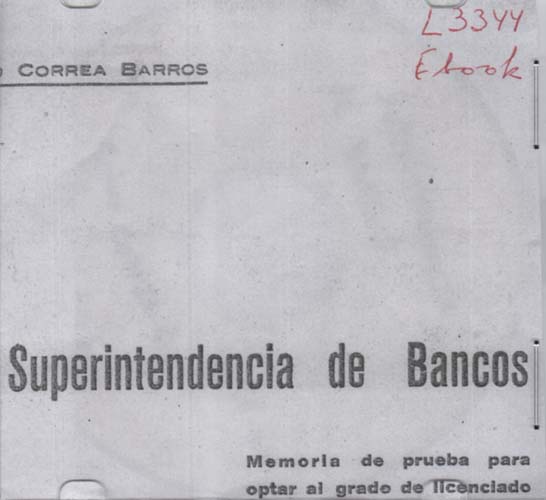 L3344
Ebook
O CORREA BARROS
Superintendencia de Bancos
Memoria de prueba para
optar al grado de licenciado